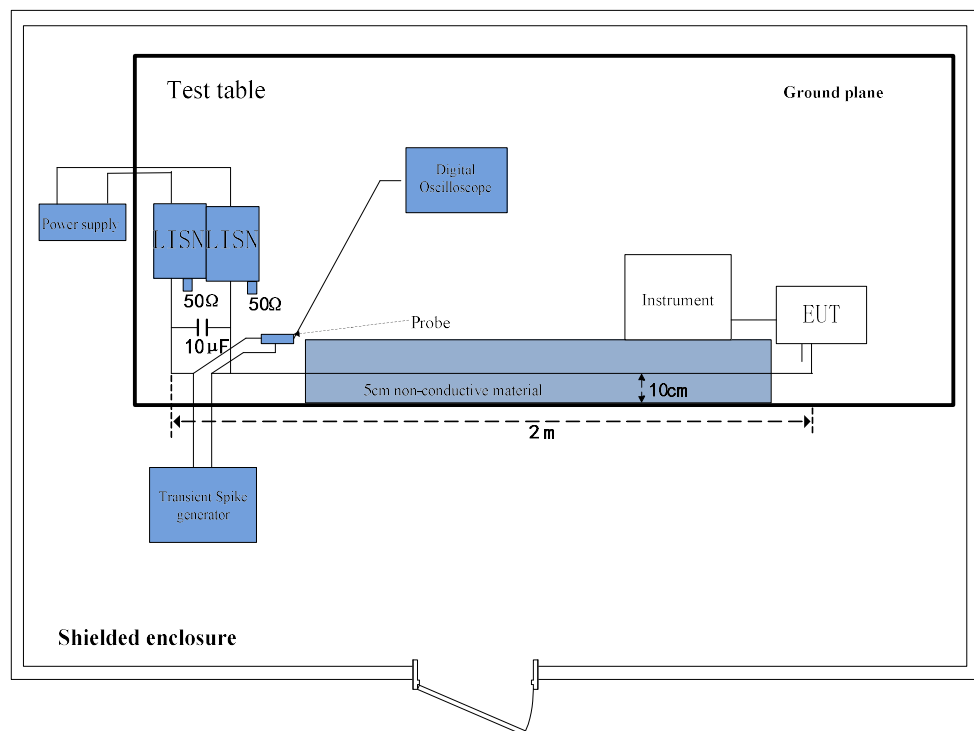 Test table
Ground plane
Digital
Oscilloscope
Power supply
LISN
LISN
50Ω
50Ω
Instrument
EUT
Probe
10μF
5cm non-conductive material
10cm
2m
Transient Spike
generator
Shielded enclosure